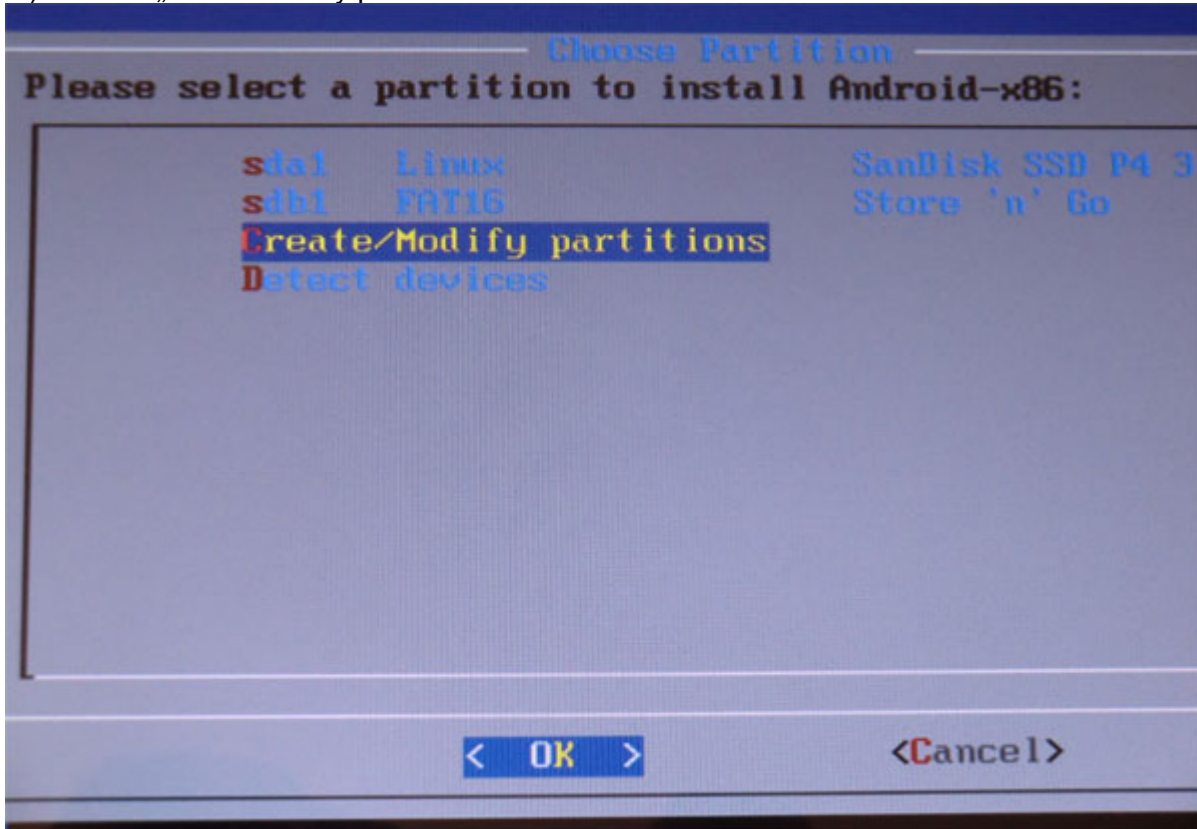 Choose Partition
Please select a partition to install Android-x86:
sda1 Linux SanDisk SSD P4 3
sdb1 FAT16 Store 'n' Go
Create/Modify partitions
Detect devices
< OK > <Cancel>